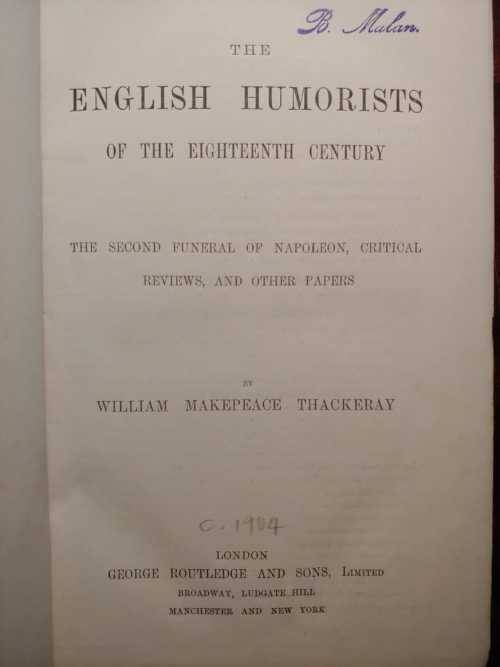 B. Malan.
THE
ENGLISH HUMORISTS
OF THE EIGHTEENTH CENTURY
THE SECOND FUNERAL OF NAPOLEON, CRITICAL
REVIEWS, AND OTHER PAPERS
BY
WILLIAM MAKEPEACE THACKERAY
C. 1904
LONDON
GEORGE ROUTLEDGE AND SONS, LIMITED
BROADWAY, LUDGATE HILL
MANCHESTER AND NEW YORK